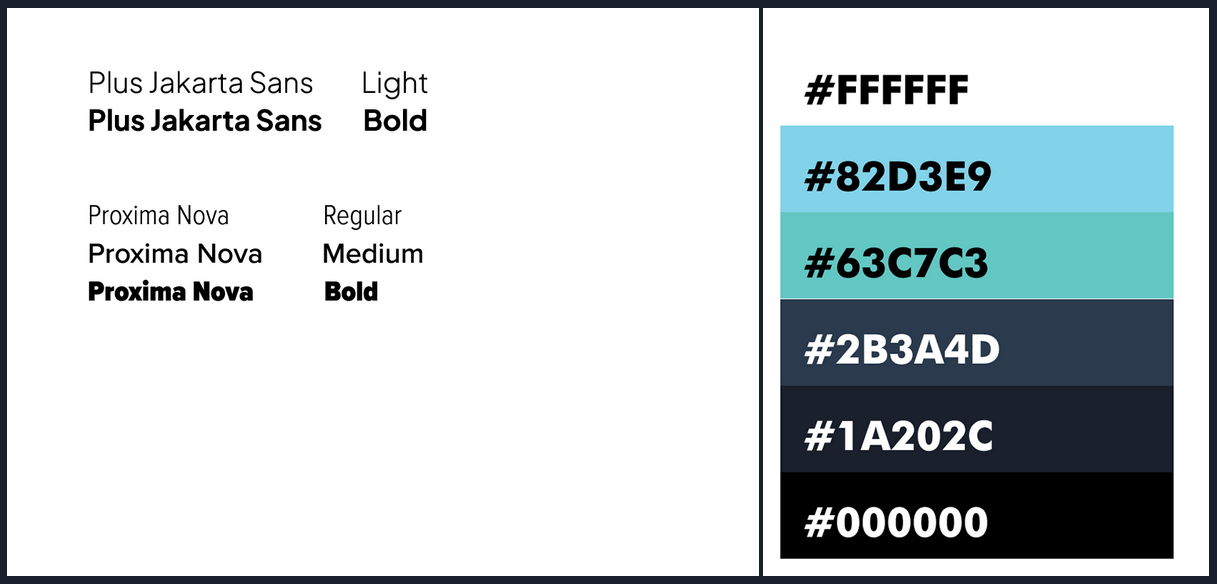 Plus Jakarta Sans Light
Plus Jakarta Sans Bold
Proxima Nova Regular
Proxima Nova Medium
Proxima Nova Bold
#FFFFFF
#82D3E9
#63C7C3
#2B3A4D
#1A202C
#000000